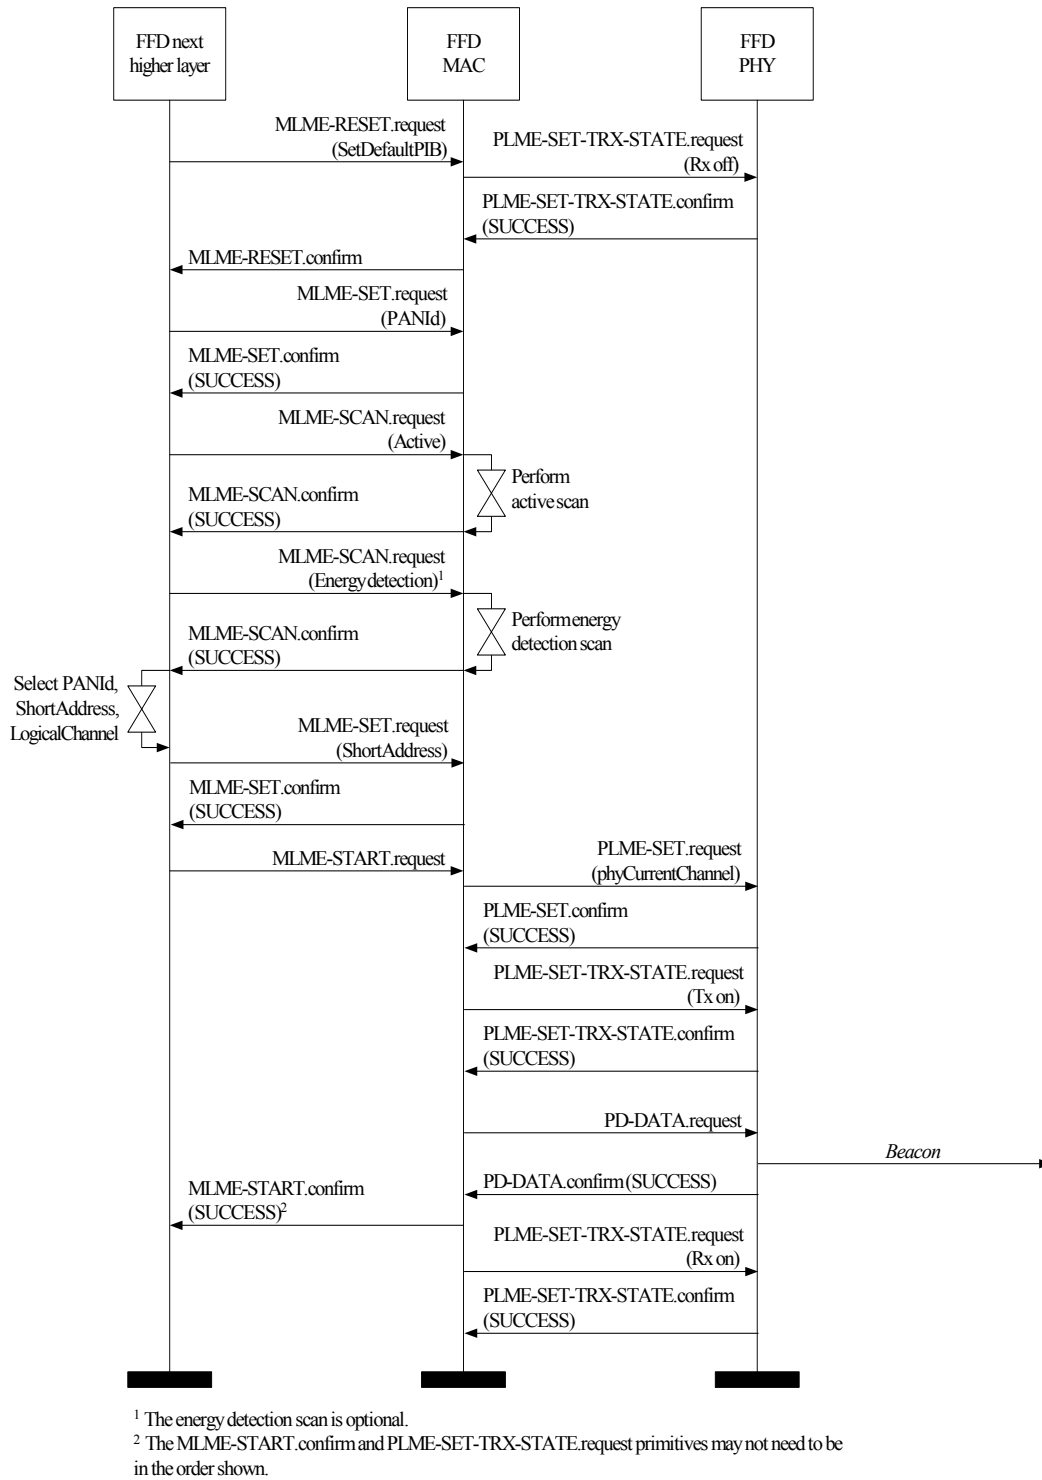 FFD next
higher layer
FFD
MAC
FFD
PHY
MLME-RESET.request
(SetDefaultPIB)
PLME-SET-TRX-STATE.request
(Rx off)
PLME-SET-TRX-STATE.confirm
(SUCCESS)
MLME-RESET.confirm
MLME-SET.request
(PANId)
MLME-SET.confirm
(SUCCESS)
MLME-SCAN.request
(Active)
Perform
active scan
MLME-SCAN.confirm
(SUCCESS)
MLME-SCAN.request
(Energy detection)¹
Perform energy
detection scan
MLME-SCAN.confirm
(SUCCESS)
Select PANId,
ShortAddress,
LogicalChannel
MLME-SET.request
(ShortAddress)
MLME-SET.confirm
(SUCCESS)
MLME-START.request
PLME-SET.request
(phyCurrentChannel)
PLME-SET.confirm
(SUCCESS)
PLME-SET-TRX-STATE.request
(Tx on)
PLME-SET-TRX-STATE.confirm
(SUCCESS)
PD-DATA.request
Beacon
PD-DATA.confirm (SUCCESS)
MLME-START.confirm
(SUCCESS)²
PLME-SET-TRX-STATE.request
(Rx on)
PLME-SET-TRX-STATE.confirm
(SUCCESS)
¹ The energy detection scan is optional.
² The MLME-START.confirm and PLME-SET-TRX-STATE.request primitives may not need to be
in the order shown.